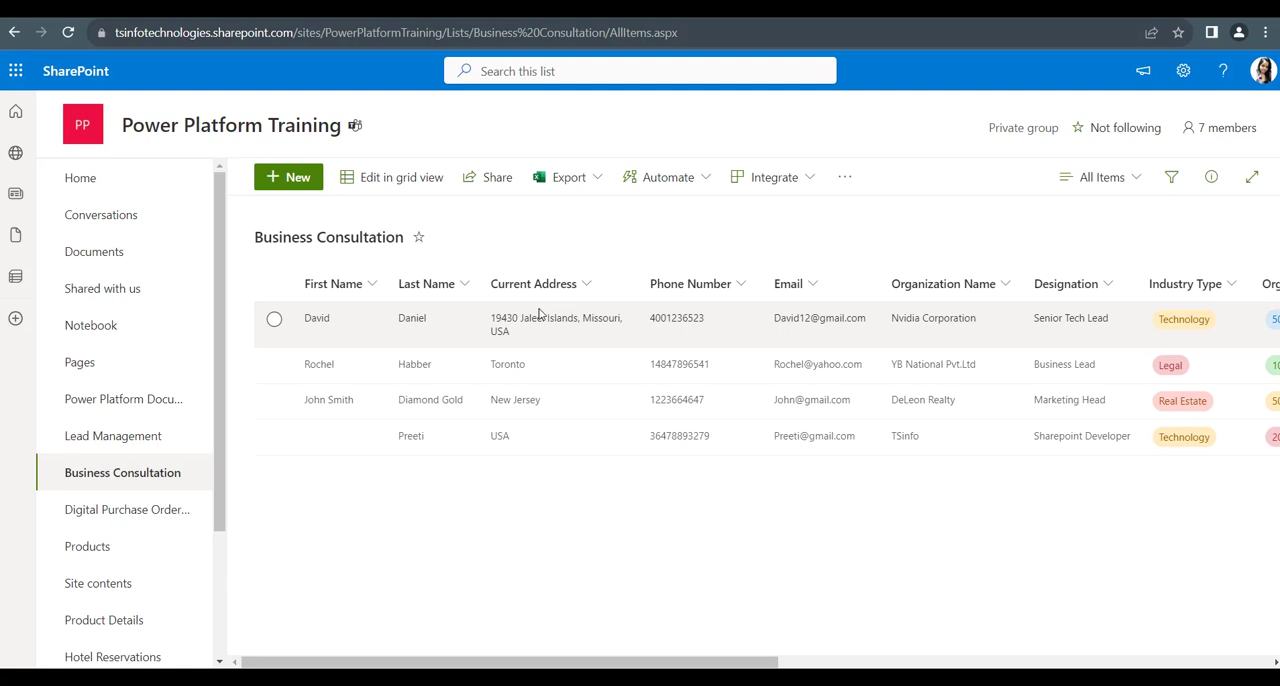 tsinfotechnologies.sharepoint.com/sites/PowerPlatformTraining/Lists/Business%20Consultation/AllItems.aspx
SharePoint
Search this list
PP
Power Platform Training
Private group
Not following
7 members
Home
Conversations
Documents
Shared with us
Notebook
Pages
Power Platform Docu...
Lead Management
Business Consultation
Digital Purchase Order...
Products
Site contents
Product Details
Hotel Reservations
+ New
Edit in grid view
Share
Export
Automate
Integrate
...
All Items
Business Consultation
First Name Last Name Current Address Phone Number Email Organization Name Designation Industry Type Org
David Daniel 19430 Islands, Missouri, 4001236523 David12@gmail.com Nvidia Corporation Senior Tech Lead Technology 50
USA
Rochel Habber Toronto 14847896541 Rochel@yahoo.com YB National Pvt.Ltd Business Lead Legal 10
John Smith Diamond Gold New Jersey 1223664647 John@gmail.com DeLeon Realty Marketing Head Real Estate 50
Preeti USA 36478893279 Preeti@gmail.com TSinfo Sharepoint Developer Technology 20